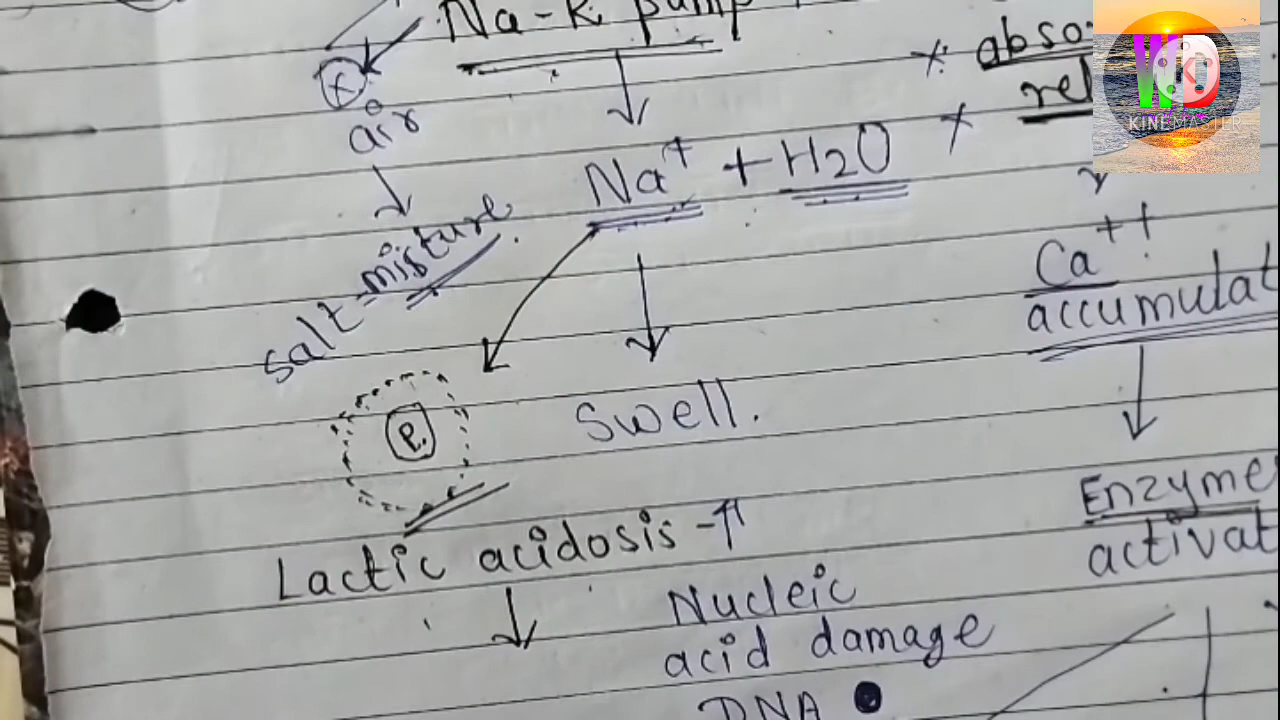 Na-K pump
abso
rel
air
Na⁺ + H2O
salt-mixture
Ca⁺⁺
accumulat
swell.
P.
Enzyme
activat
Lactic acidosis -↑
Nucleic
acid damage
DNA
KINEMASTER